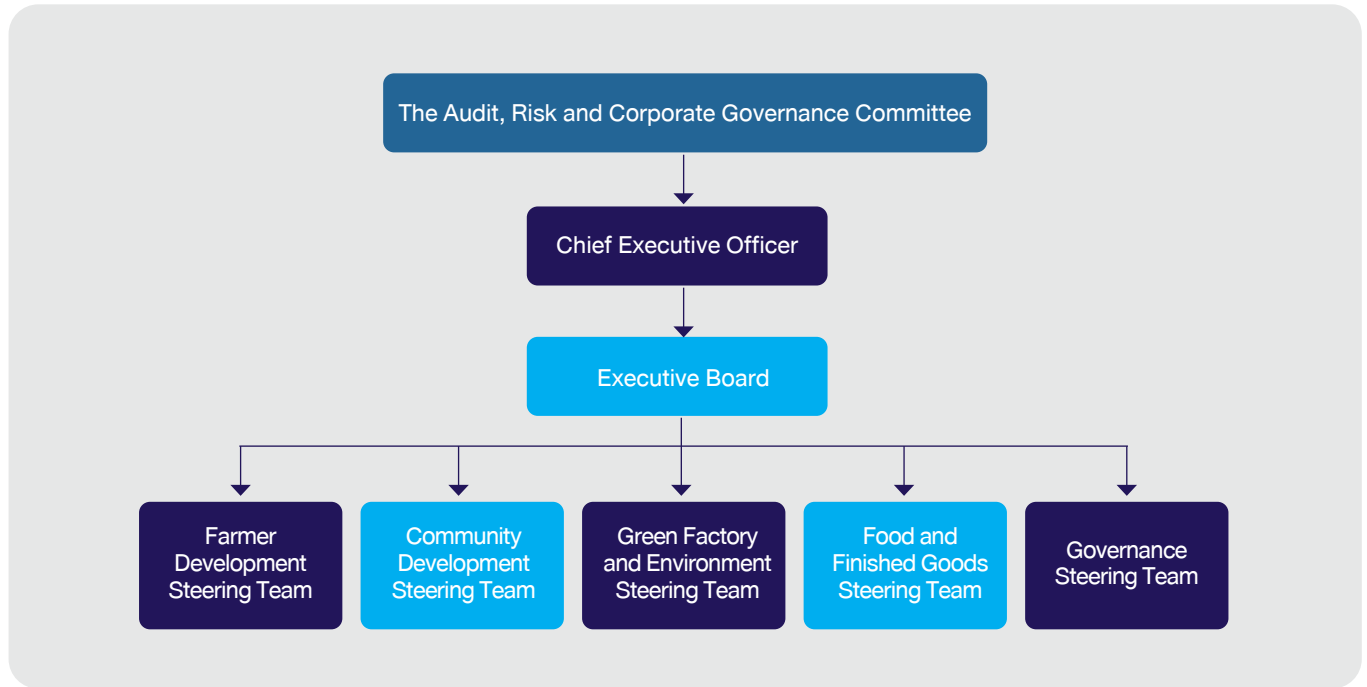 The Audit, Risk and Corporate Governance Committee
Chief Executive Officer
Executive Board
Farmer
Development
Steering Team
Community
Development
Steering Team
Green Factory
and Environment
Steering Team
Food and
Finished Goods
Steering Team
Governance
Steering Team